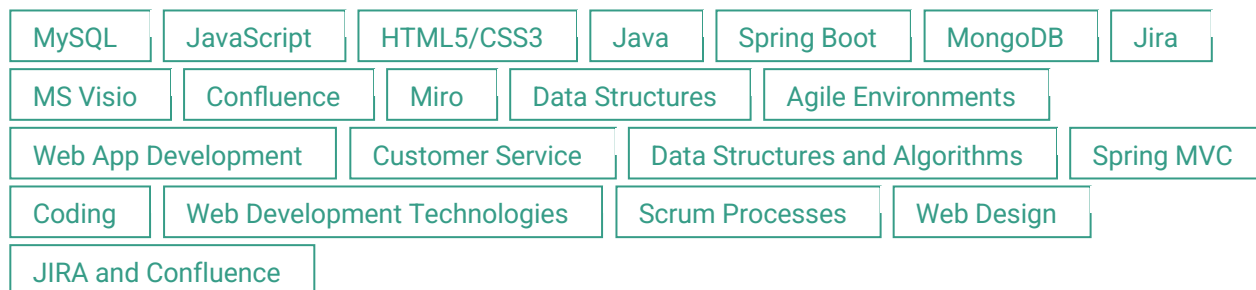 MySQL JavaScript HTML5/CSS3 Java Spring Boot MongoDB Jira
MS Visio Confluence Miro Data Structures Agile Environments
Web App Development Customer Service Data Structures and Algorithms Spring MVC
Coding Web Development Technologies Scrum Processes Web Design
JIRA and Confluence